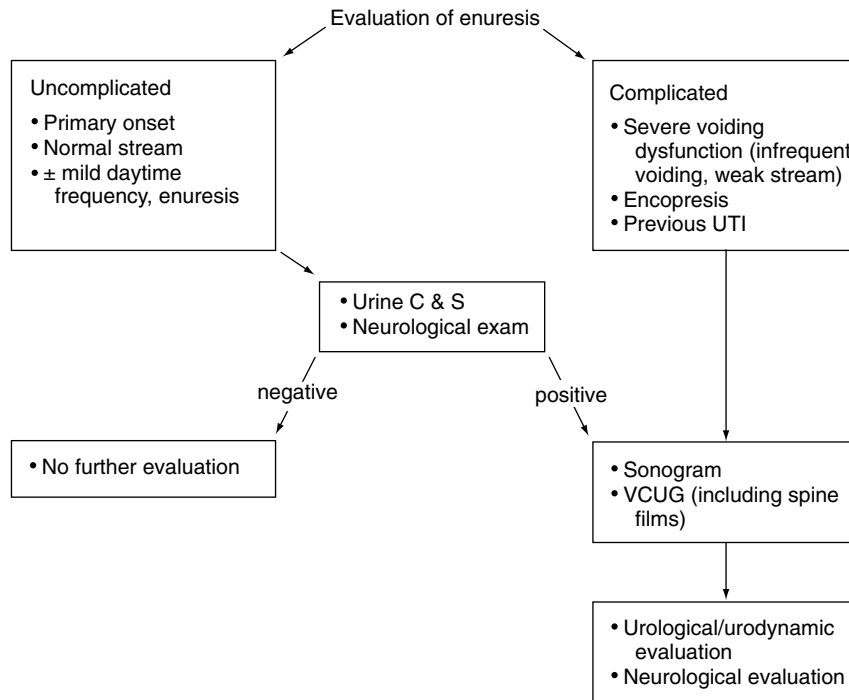 Evaluation of enuresis
Uncomplicated
• Primary onset
• Normal stream
• ± mild daytime
frequency, enuresis
Complicated
• Severe voiding
dysfunction (infrequent
voiding, weak stream)
• Encopresis
• Previous UTI
• Urine C & S
• Neurological exam
negative
positive
• No further evaluation
• Sonogram
• VCUG (including spine
films)
• Urological/urodynamic
evaluation
• Neurological evaluation